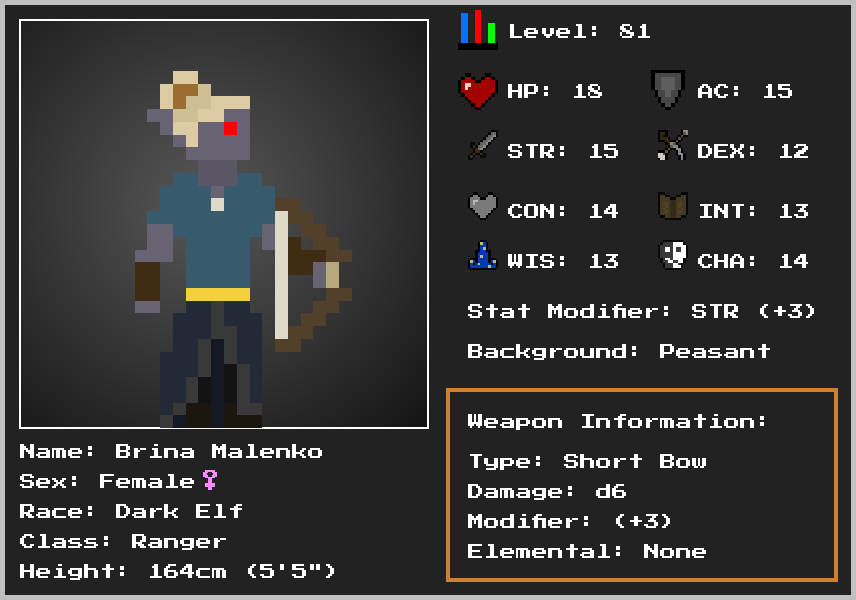 Level: 81
HP: 18
AC: 15
STR: 15
DEX: 12
CON: 14
INT: 13
WIS: 13
CHA: 14
Stat Modifier: STR (+3)
Background: Peasant
Weapon Information:
Type: Short Bow
Damage: d6
Modifier: (+3)
Elemental: None
Name: Brina Malenko
Sex: Female♀
Race: Dark Elf
Class: Ranger
Height: 164cm (5'5")